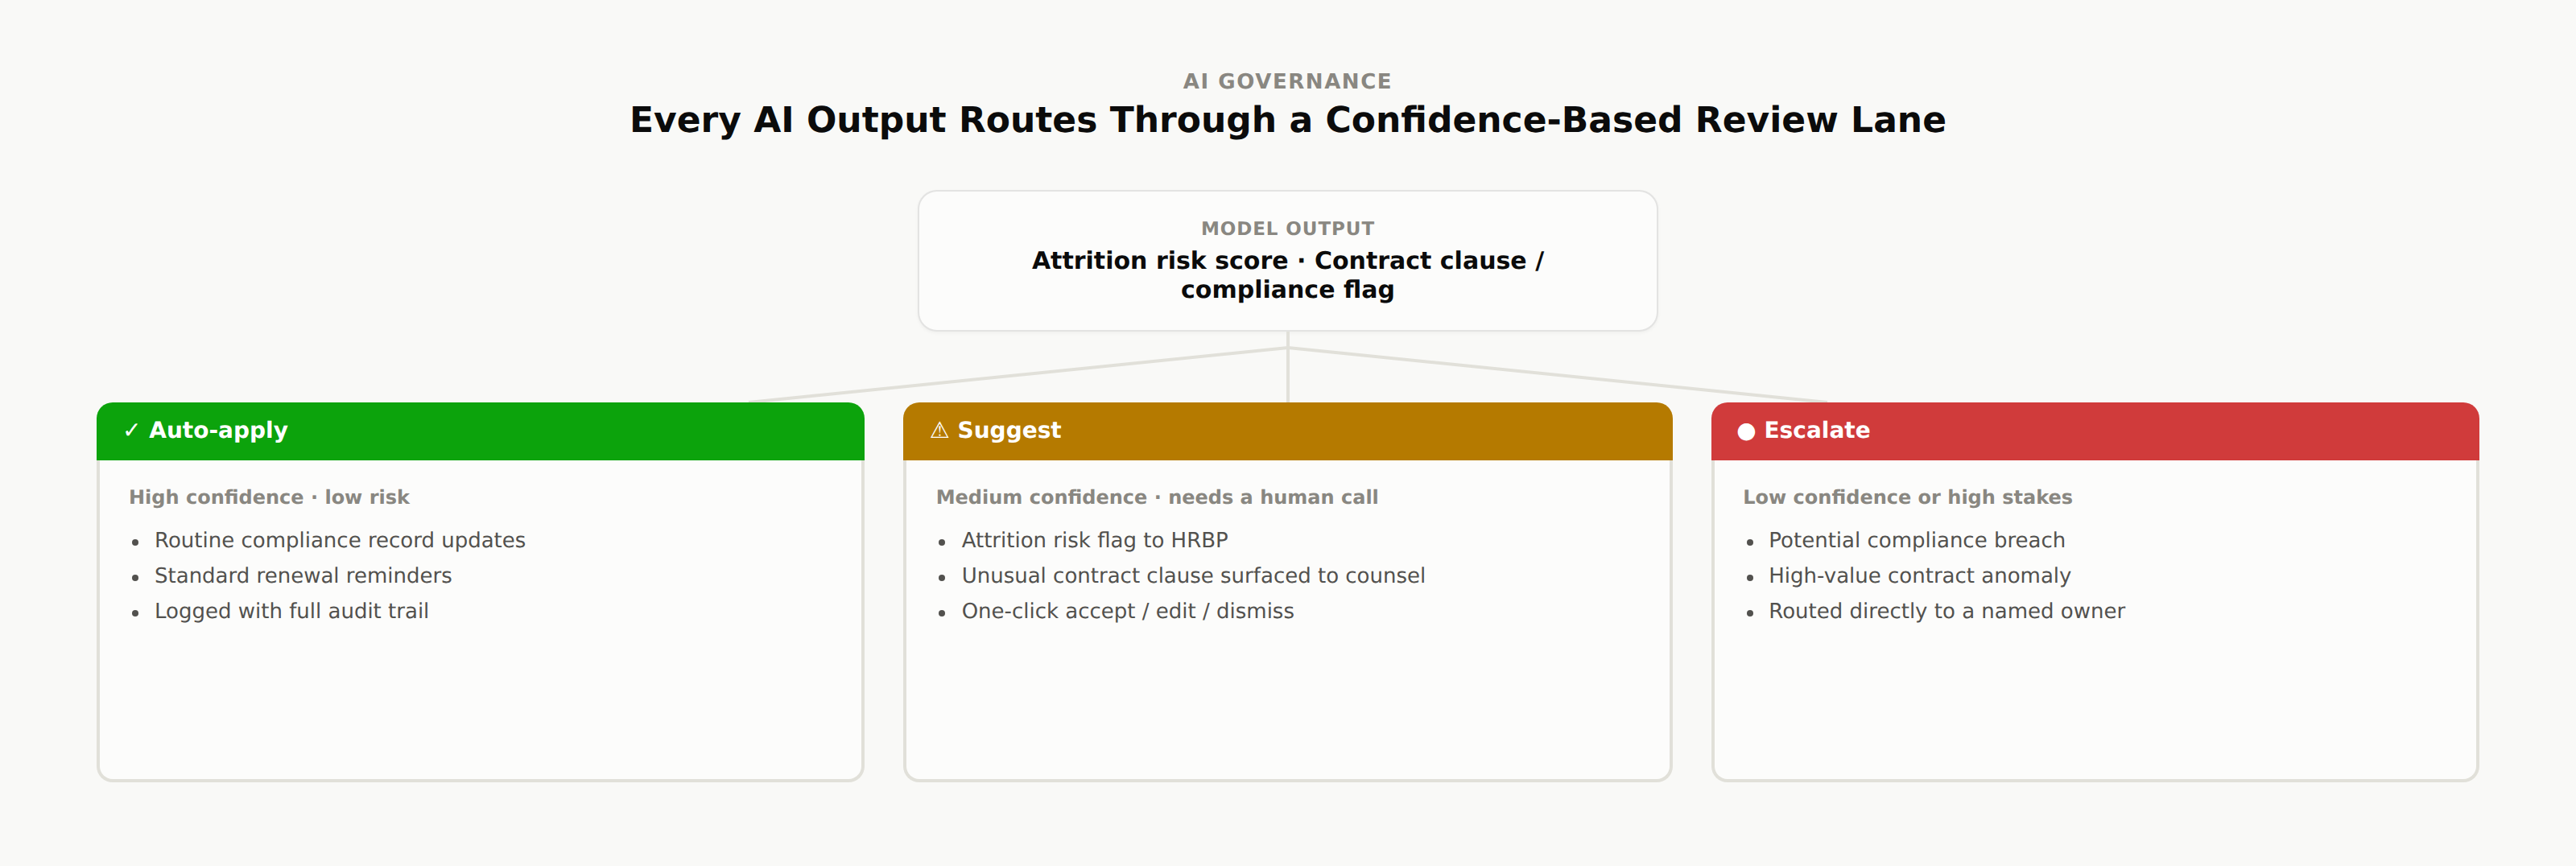 AI GOVERNANCE
Every AI Output Routes Through a Confidence-Based Review Lane
MODEL OUTPUT
Attrition risk score · Contract clause /
compliance flag
✓ Auto-apply
High confidence · low risk
• Routine compliance record updates
• Standard renewal reminders
• Logged with full audit trail
⚠ Suggest
Medium confidence · needs a human call
• Attrition risk flag to HRBP
• Unusual contract clause surfaced to counsel
• One-click accept / edit / dismiss
● Escalate
Low confidence or high stakes
• Potential compliance breach
• High-value contract anomaly
• Routed directly to a named owner